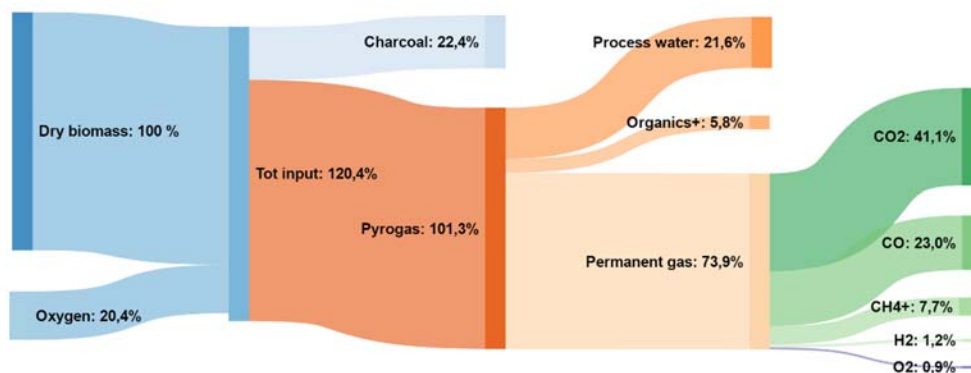 Dry biomass: 100 %
Oxygen: 20,4%
Tot input: 120,4%
Charcoal: 22,4%
Pyrogas: 101,3%
Process water: 21,6%
Organics+: 5,8%
Permanent gas: 73,9%
CO2: 41,1%
CO: 23,0%
CH4+: 7,7%
H2: 1,2%
O2: 0,9%